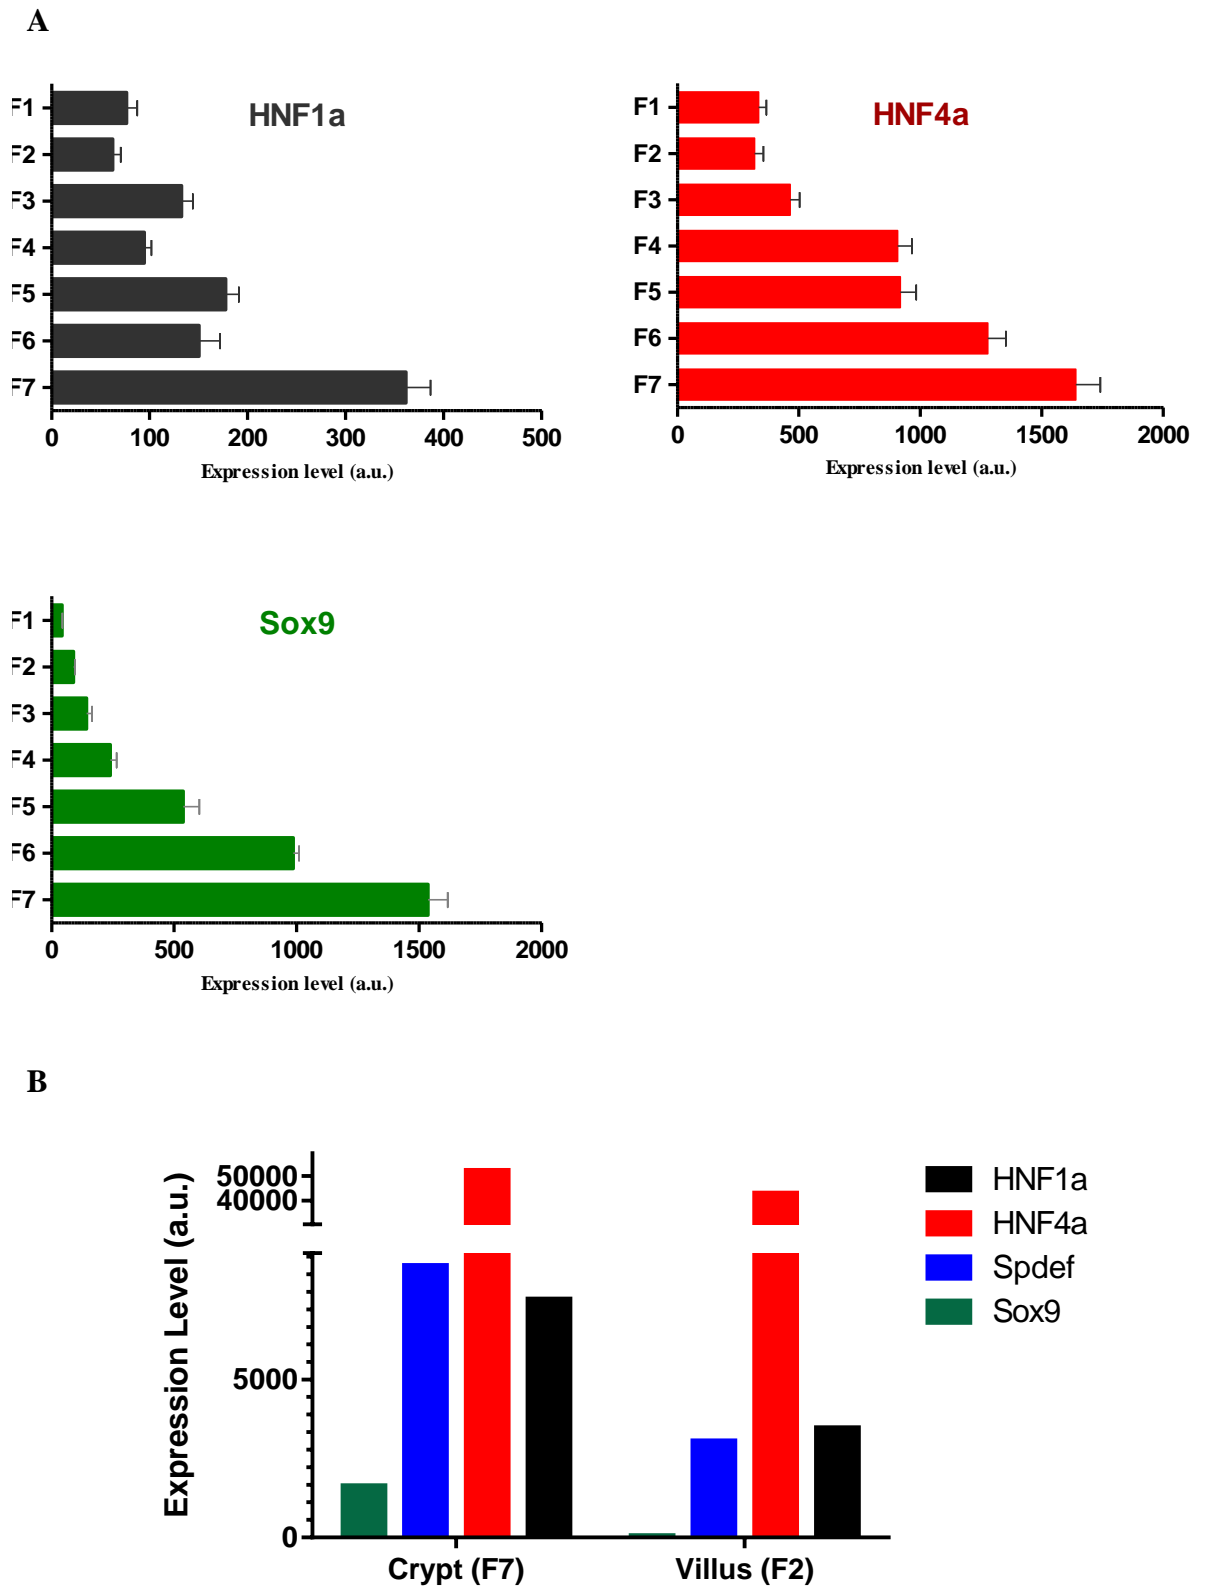 A
HNF1a
F1
F2
F3
F4
F5
F6
F7
0 100 200 300 400 500
Expression level (a.u.)
HNF4a
F1
F2
F3
F4
F5
F6
F7
0 500 1000 1500 2000
Expression level (a.u.)
Sox9
F1
F2
F3
F4
F5
F6
F7
0 500 1000 1500 2000
Expression level (a.u.)
B
Expression Level (a.u.)
50000
40000
5000
0
Crypt (F7) Villus (F2)
HNF1a
HNF4a
Spdef
Sox9